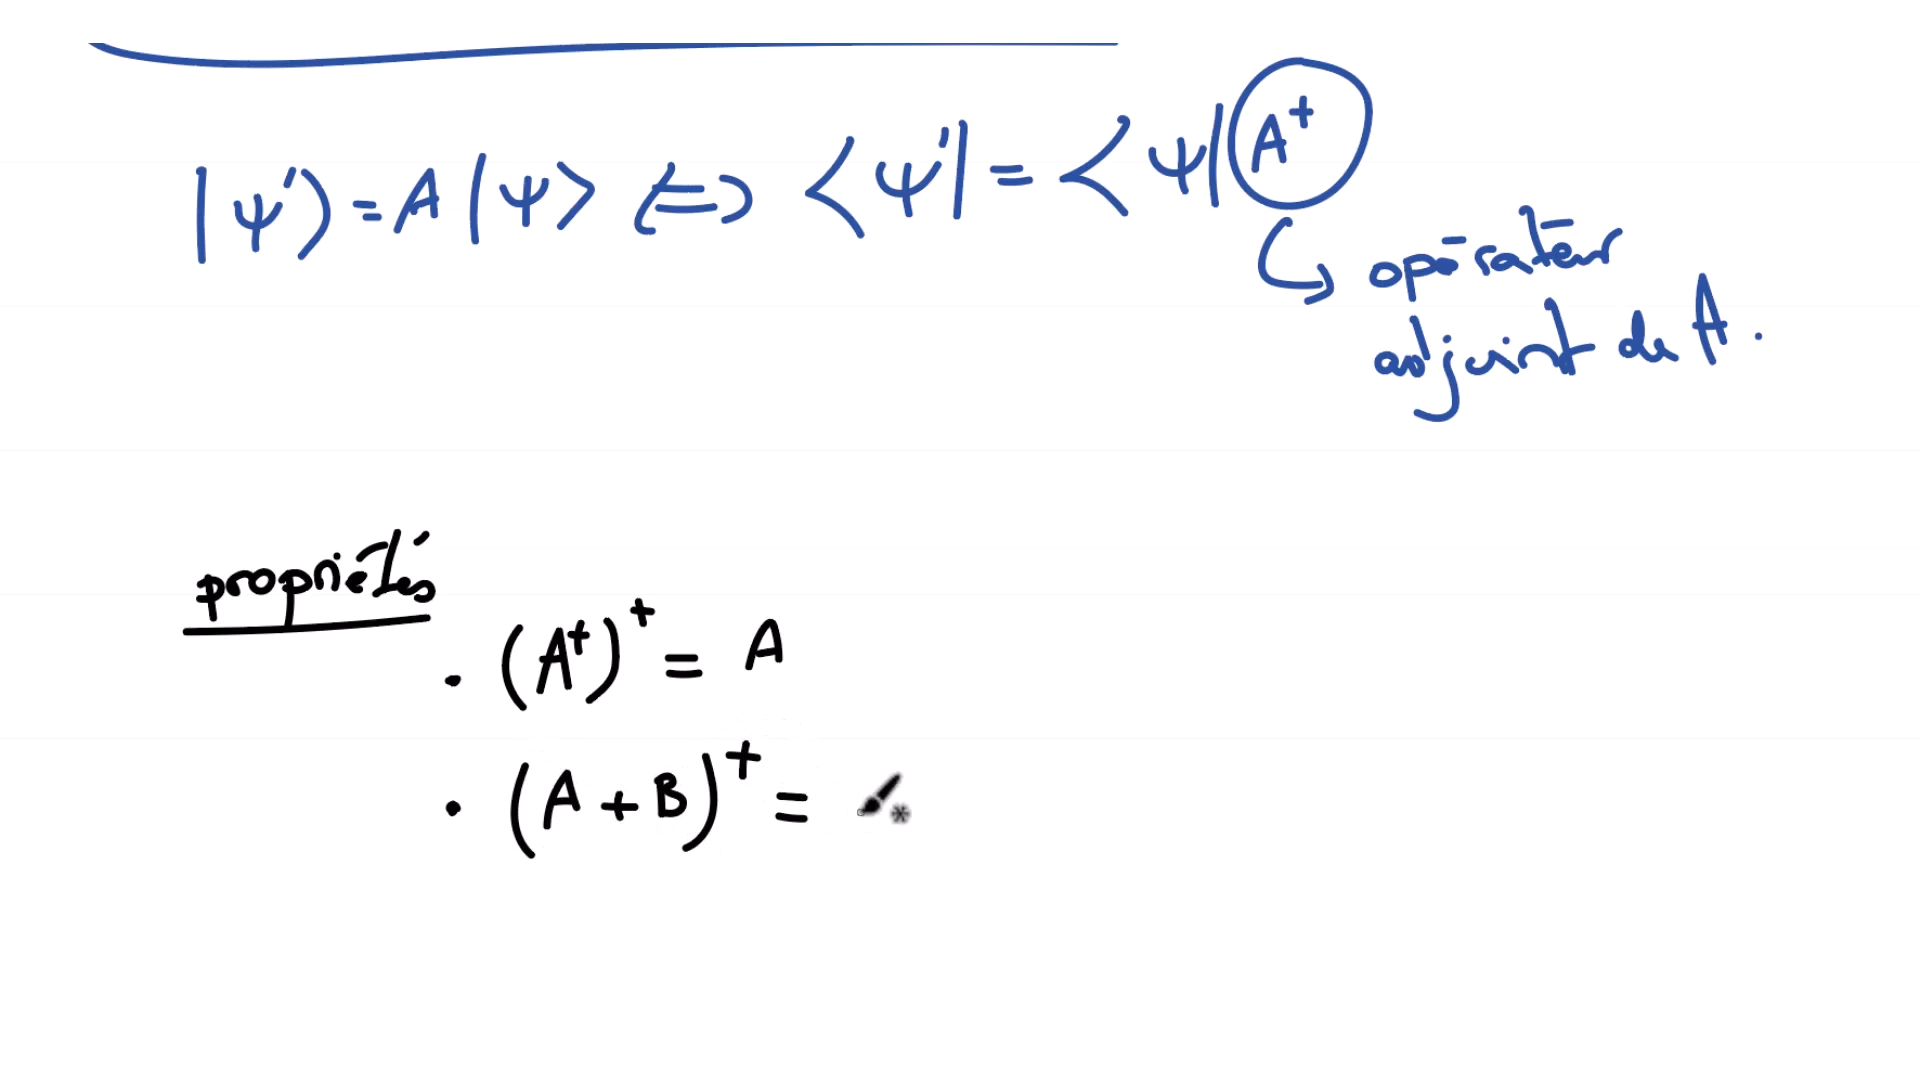 |ψ'⟩ = A |ψ⟩ ⇔ ⟨ψ'| = ⟨ψ| A⁺
↪ opérateur
adjoint de A.
propriétés
• (A⁺)⁺ = A
• (A + B)⁺ =